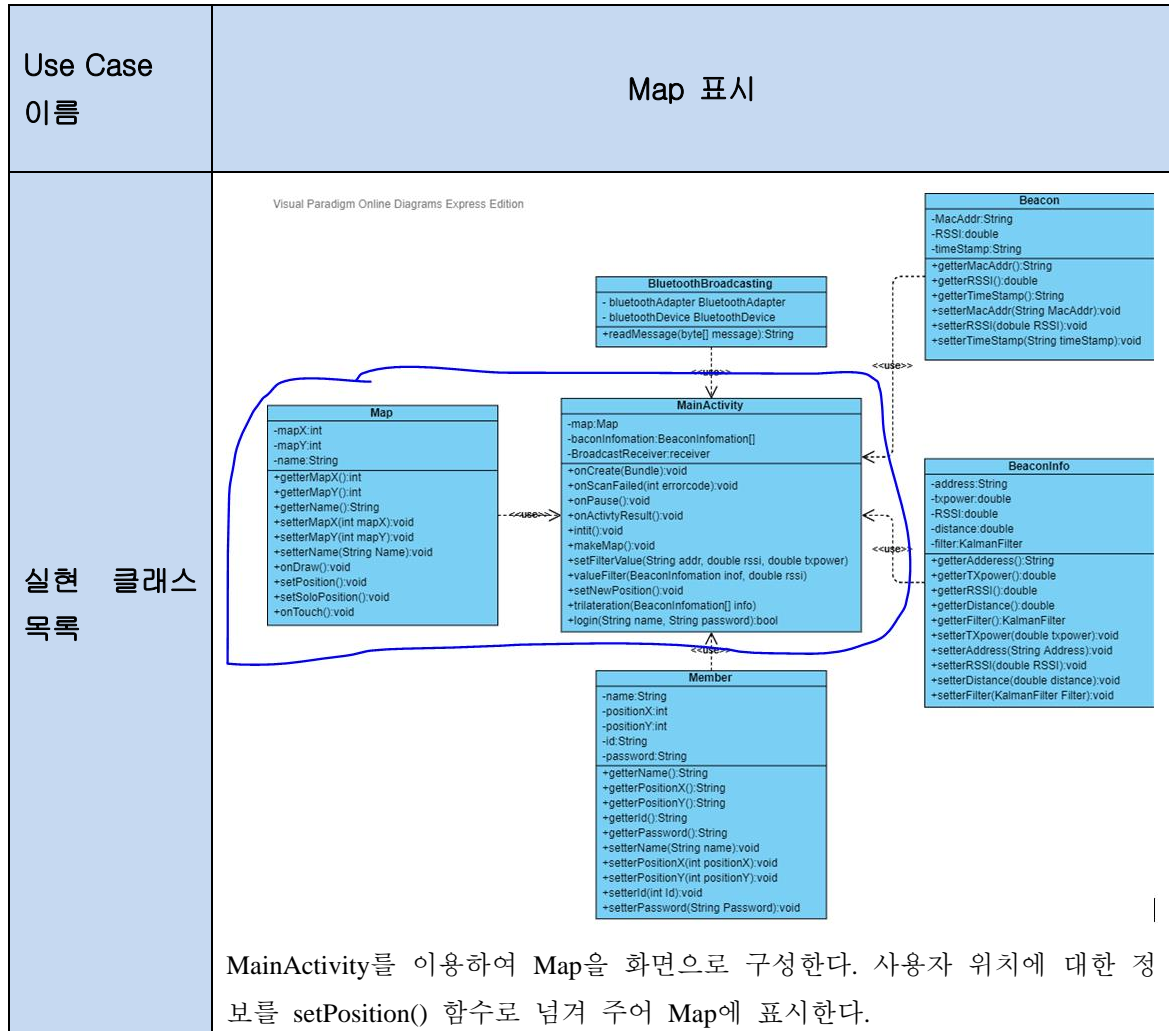 Use Case
이름
Map 표시
실현 클래스
목록
Visual Paradigm Online Diagrams Express Edition
Beacon
-MacAddr:String
-RSSI:double
-timeStamp:String
+getterMacAddr():String
+getterRSSI():double
+getterTimeStamp():String
+setterMacAddr(String MacAddr):void
+setterRSSI(dobule RSSI):void
+setterTimeStamp(String timeStamp):void
BluetoothBroadcasting
- bluetoothAdapter BluetoothAdapter
- bluetoothDevice BluetoothDevice
+readMessage(byte[] message):String
<<use>>
<<use>>
Map
-mapX:int
-mapY:int
-name:String
+getterMapX():int
+getterMapY():int
+getterName():String
+setterMapX(int mapX):void
+setterMapY(int mapY):void
+setterName(String Name):void
+onDraw():void
+setPosition():void
+setSoloPosition():void
+onTouch():void
<<use>>
MainActivity
-map:Map
-baconInfomation:BeaconInfomation[]
-BroadcastReceiver:receiver
+onCreate(Bundle):void
+onScanFailed(int errorcode):void
+onPause():void
+onActivtyResult():void
+intit():void
+makeMap():void
+setFilterValue(String addr, double rssi, double txpower)
+valueFilter(BeaconInfomation inof, double rssi)
+setNewPosition():void
+trilateration(BeaconInfomation[] info)
+login(String name, String password):bool
<<use>>
BeaconInfo
-address:String
-txpower:double
-RSSI:double
-distance:double
-filter:KalmanFilter
+getterAdderess():String
+getterTXpower():double
+getterRSSI():double
+getterDistance():double
+getterFilter():KalmanFilter
+setterTXpower(double txpower):void
+setterAddress(String Address):void
+setterRSSI(double RSSI):void
+setterDistance(double distance):void
+setterFilter(KalmanFilter Filter):void
<<use>>
Member
-name:String
-positionX:int
-positionY:int
-id:String
-password:String
+getterName():String
+getterPositionX():String
+getterPositionY():String
+getterId():String
+getterPassword():String
+setterName(String name):void
+setterPositionX(int positionX):void
+setterPositionY(int positionY):void
+setterId(int Id):void
+setterPassword(String Password):void
MainActivity를 이용하여 Map을 화면으로 구성한다. 사용자 위치에 대한 정
보를 setPosition() 함수로 넘겨 주어 Map에 표시한다.